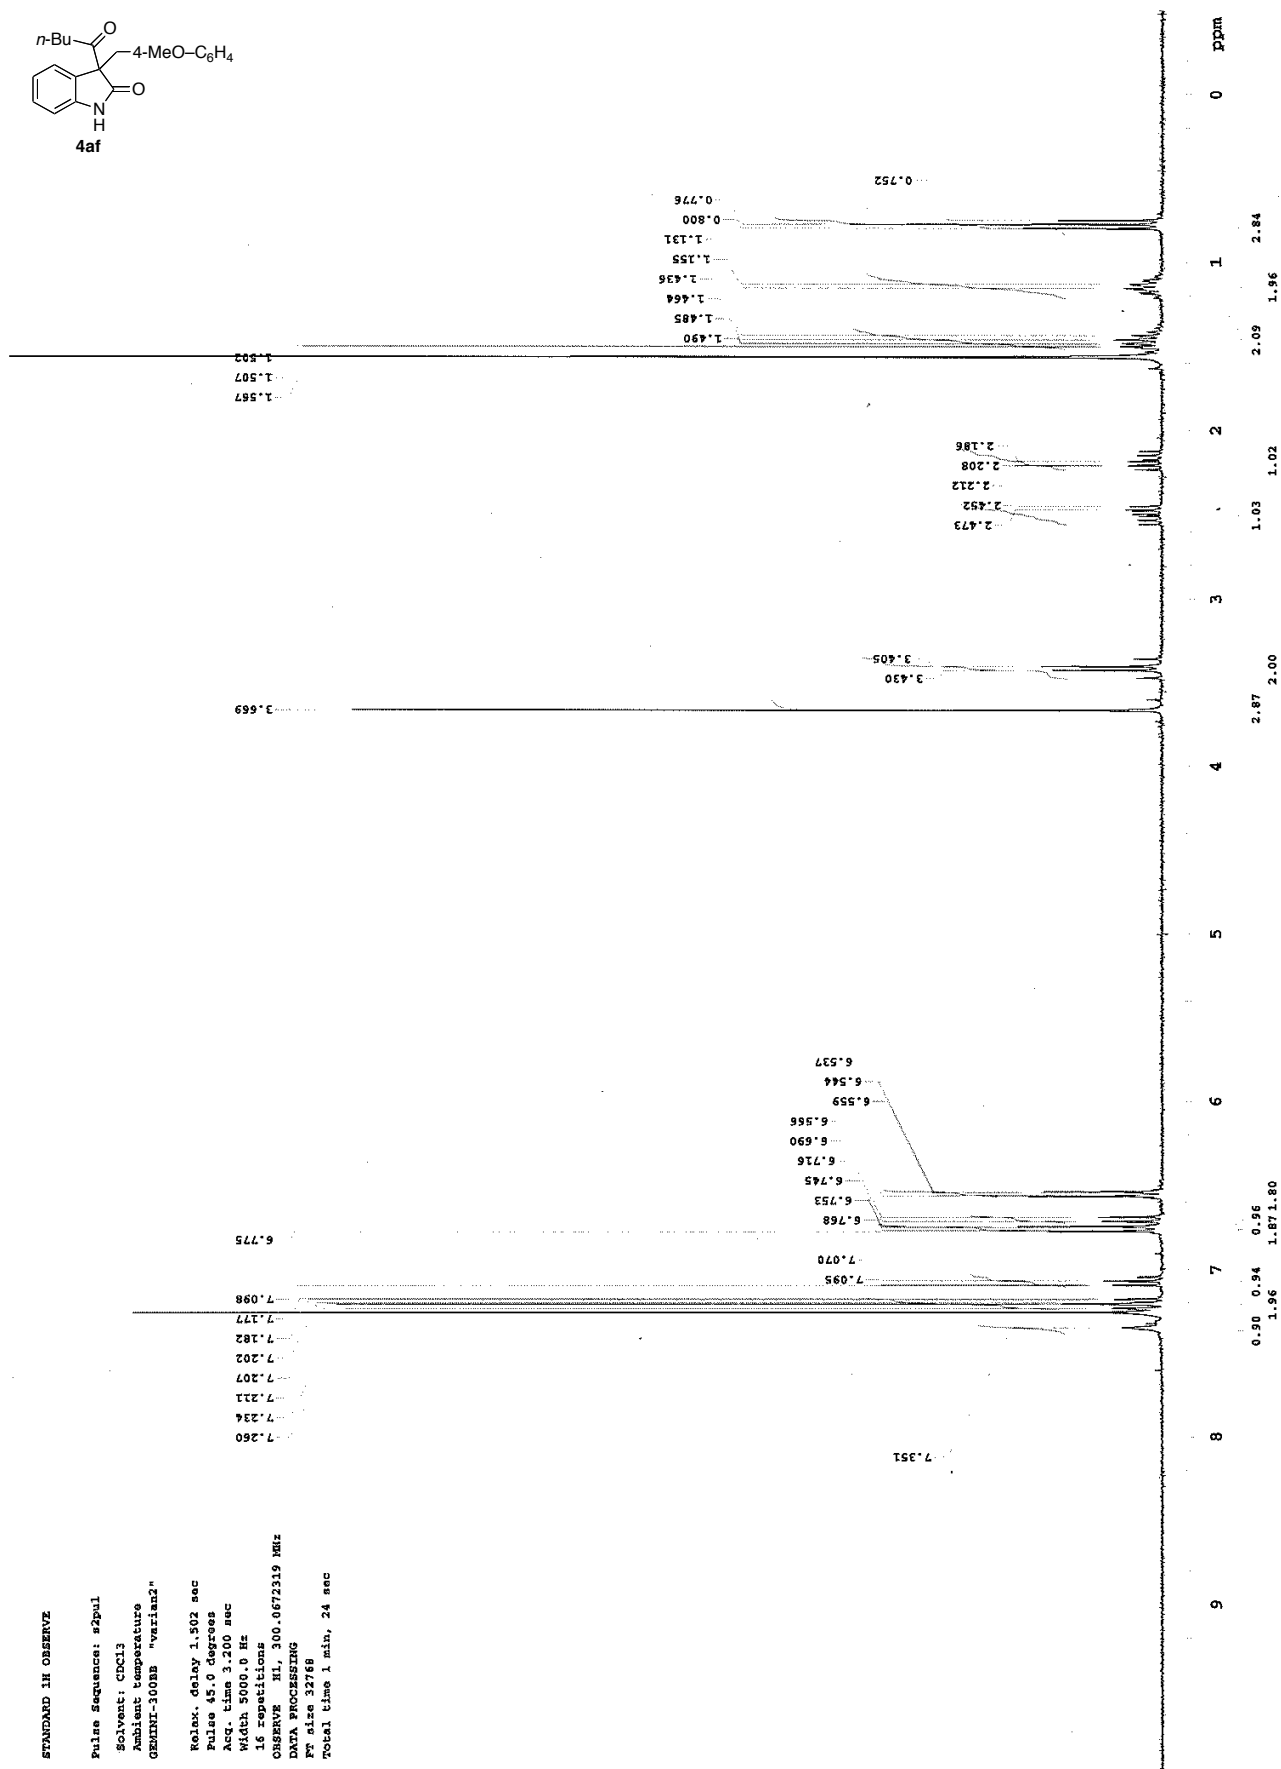 n-Bu
O
4-MeO–C6H4
O
N
H
4af
STANDARD 1H OBSERVE
Pulse Sequence: s2pul
Solvent: CDCl3
Ambient temperature
GEMINI-300BB "varian2"
Relax. delay 1.502 sec
Pulse 45.0 degrees
Acq. time 3.200 sec
Width 5000.0 Hz
16 repetitions
OBSERVE H1, 300.0672319 MHz
DATA PROCESSING
FT size 32768
Total time 1 min, 24 sec
7.351
7.260
7.234
7.211
7.207
7.202
7.182
7.177
7.098
7.095
7.070
6.775
6.768
6.753
6.745
6.716
6.690
6.566
6.559
6.544
6.537
3.669
3.430
3.405
2.473
2.452
2.212
2.208
2.186
1.567
1.507
1.502
1.490
1.485
1.464
1.436
1.155
1.131
0.800
0.776
0.752
9 8 7 6 5 4 3 2 1 0 ppm
0.90 0.94 0.96 2.87 1.03 2.09 2.84
1.96 1.87 1.80 2.00 1.02 1.96